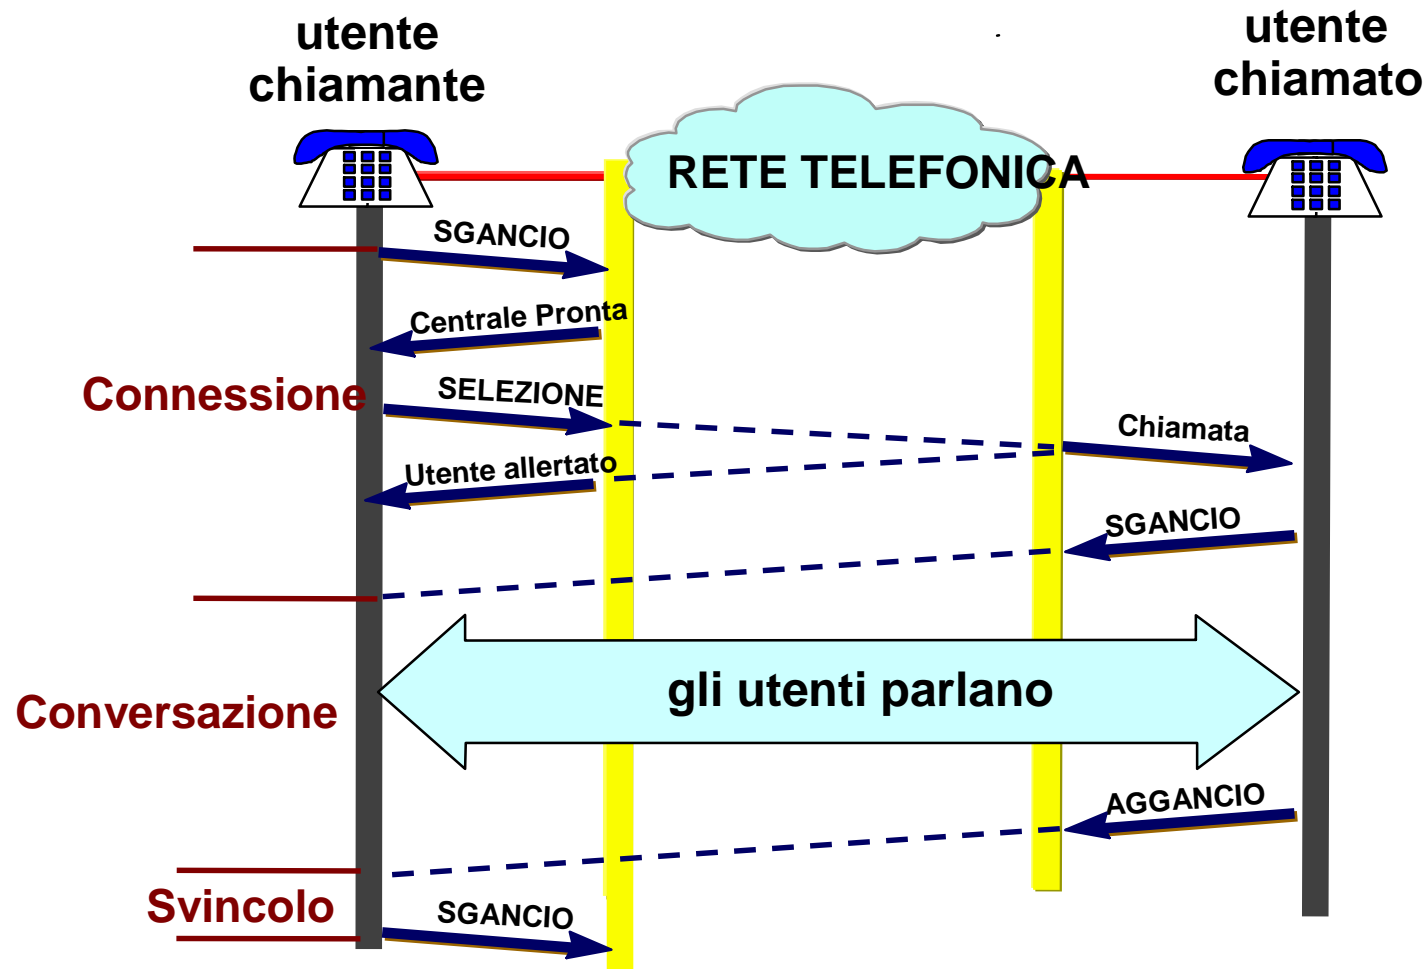 utente
chiamante
utente
chiamato
RETE TELEFONICA
SGANCIO
Centrale Pronta
Connessione
SELEZIONE
Chiamata
Utente allertato
SGANCIO
gli utenti parlano
Conversazione
AGGANCIO
Svincolo
SGANCIO